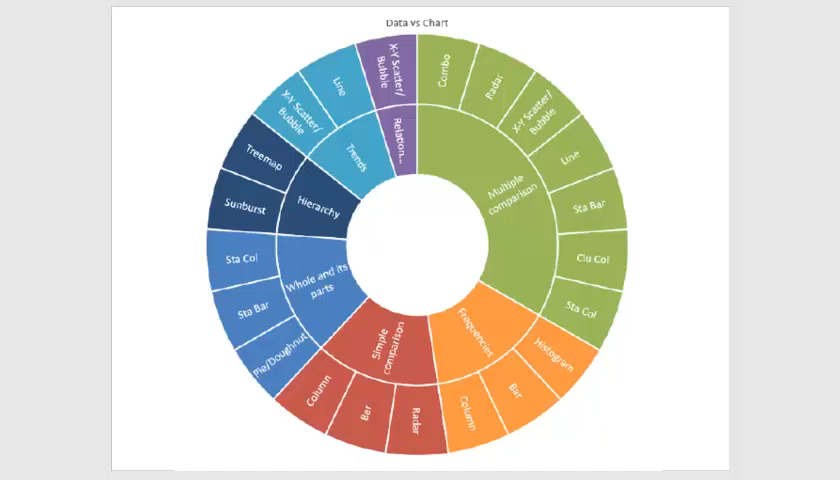 Data vs Chart
Combo
Radar
X-Y Scatter/
Bubble
Line
Sta Bar
Clu Col
Sta Col
Multiple
comparison
Histogram
Bar
Column
Frequencies
Radar
Bar
Column
Simple
comparison
Pie/Doughnut
Sta Bar
Sta Col
Whole and its
parts
Sunburst
Treemap
Hierarchy
X-Y Scatter/
Bubble
Line
Trends
X-Y Scatter/
Bubble
Relation...